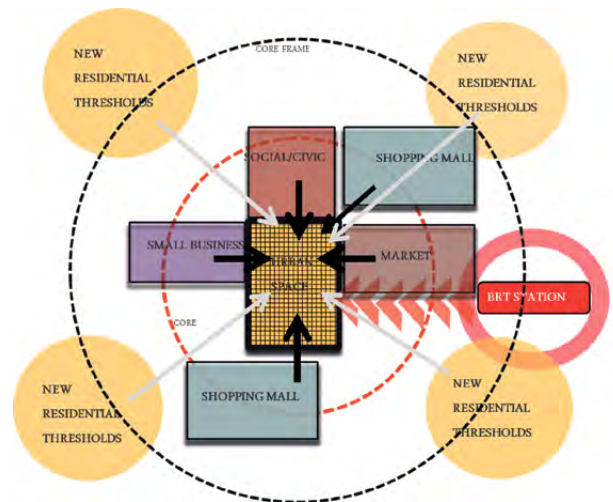 NEW
RESIDENTIAL
THRESHOLDS
CORE FRAME
NEW
RESIDENTIAL
THRESHOLDS
SOCIAL/CIVIC
SHOPPING MALL
SMALL BUSINESS
URBAN
SPACE
MARKET
BRT STATION
CORE
SHOPPING MALL
NEW
RESIDENTIAL
THRESHOLDS
NEW
RESIDENTIAL
THRESHOLDS